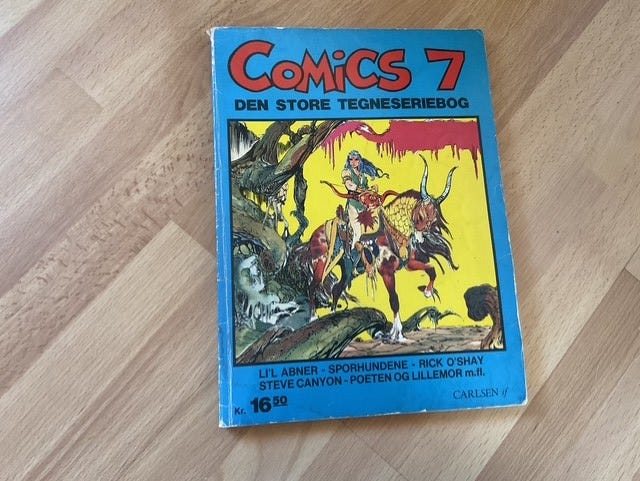 COMICS 7
DEN STORE TEGNESERIEBOG
LI'L ABNER - SPORHUNDENE - RICK O'SHAY
STEVE CANYON - POETEN OG LILLEMOR m.fl.
Kr. 16 50
CARLSEN if